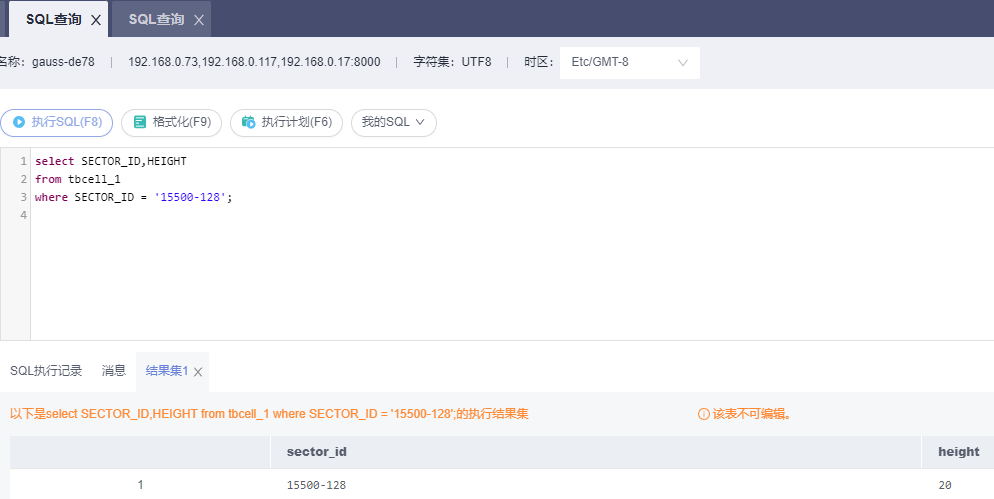 SQL查询 X SQL查询 X
名称：gauss-de78 | 192.168.0.73,192.168.0.117,192.168.0.17:8000 | 字符集：UTF8 | 时区： Etc/GMT-8
执行SQL(F8) 格式化(F9) 执行计划(F6) 我的SQL
1 select SECTOR_ID,HEIGHT
2 from tbcell_1
3 where SECTOR_ID = '15500-128';
4
SQL执行记录 消息 结果集1 X
以下是select SECTOR_ID,HEIGHT from tbcell_1 where SECTOR_ID = '15500-128';的执行结果集 该表不可编辑。
sector_id height
1 15500-128 20